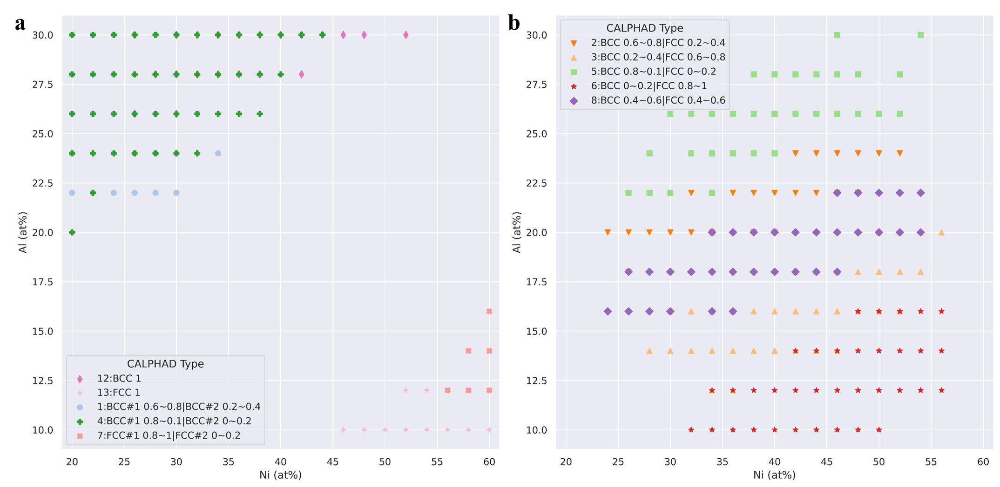 a
30.0
27.5
25.0
22.5
20.0
17.5
15.0
12.5
10.0
Al (at%)
CALPHAD Type
12:BCC 1
13:FCC 1
1:BCC#1 0.6~0.8|BCC#2 0.2~0.4
4:BCC#1 0.8~0.1|BCC#2 0~0.2
7:FCC#1 0.8~1|FCC#2 0~0.2
20 25 30 35 40 45 50 55 60
Ni (at%)
b
CALPHAD Type
2:BCC 0.6~0.8|FCC 0.2~0.4
3:BCC 0.2~0.4|FCC 0.6~0.8
5:BCC 0.8~0.1|FCC 0~0.2
6:BCC 0~0.2|FCC 0.8~1
8:BCC 0.4~0.6|FCC 0.4~0.6
30.0
27.5
25.0
22.5
20.0
17.5
15.0
12.5
10.0
Al (at%)
20 25 30 35 40 45 50 55 60
Ni (at%)